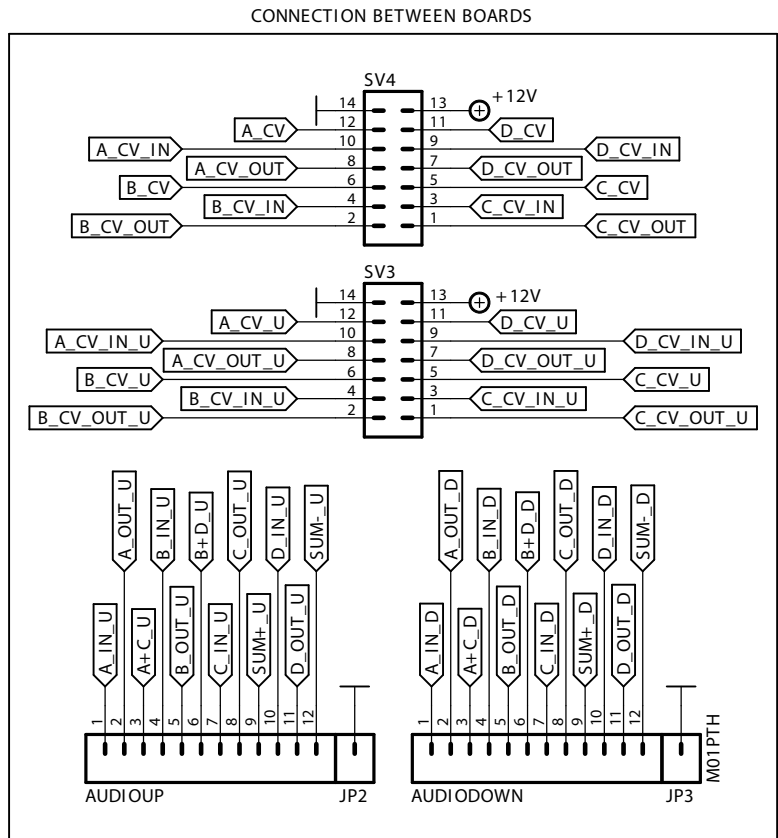 CONNECTION BETWEEN BOARDS
SV4
14 13 +12V
A_CV 12 11 D_CV
A_CV_IN 10 9 D_CV_IN
A_CV_OUT 8 7 D_CV_OUT
B_CV 6 5 C_CV
B_CV_IN 4 3 C_CV_IN
B_CV_OUT 2 1 C_CV_OUT
SV3
14 13 +12V
A_CV_U 12 11 D_CV_U
A_CV_IN_U 10 9 D_CV_IN_U
A_CV_OUT_U 8 7 D_CV_OUT_U
B_CV_U 6 5 C_CV_U
B_CV_IN_U 4 3 C_CV_IN_U
B_CV_OUT_U 2 1 C_CV_OUT_U
A_IN_U
A_OUT_U
A+C_U
B_IN_U
B_OUT_U
B+D_U
C_IN_U
C_OUT_U
SUM+_U
D_IN_U
D_OUT_U
SUM-_U
1 2 3 4 5 6 7 8 9 10 11 12
AUDIOUP
JP2
A_IN_D
A_OUT_D
A+C_D
B_IN_D
B_OUT_D
B+D_D
C_IN_D
C_OUT_D
SUM+_D
D_IN_D
D_OUT_D
SUM-_D
1 2 3 4 5 6 7 8 9 10 11 12
AUDIODOWN
JP3
M01PTH